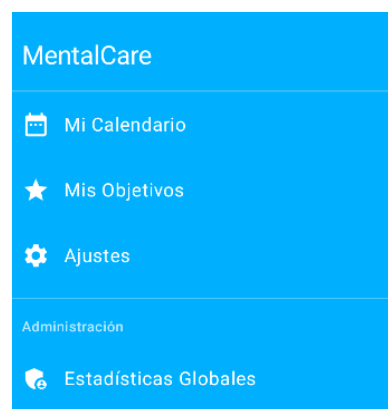 MentalCare
Mi Calendario
Mis Objetivos
Ajustes
Administración
Estadísticas Globales